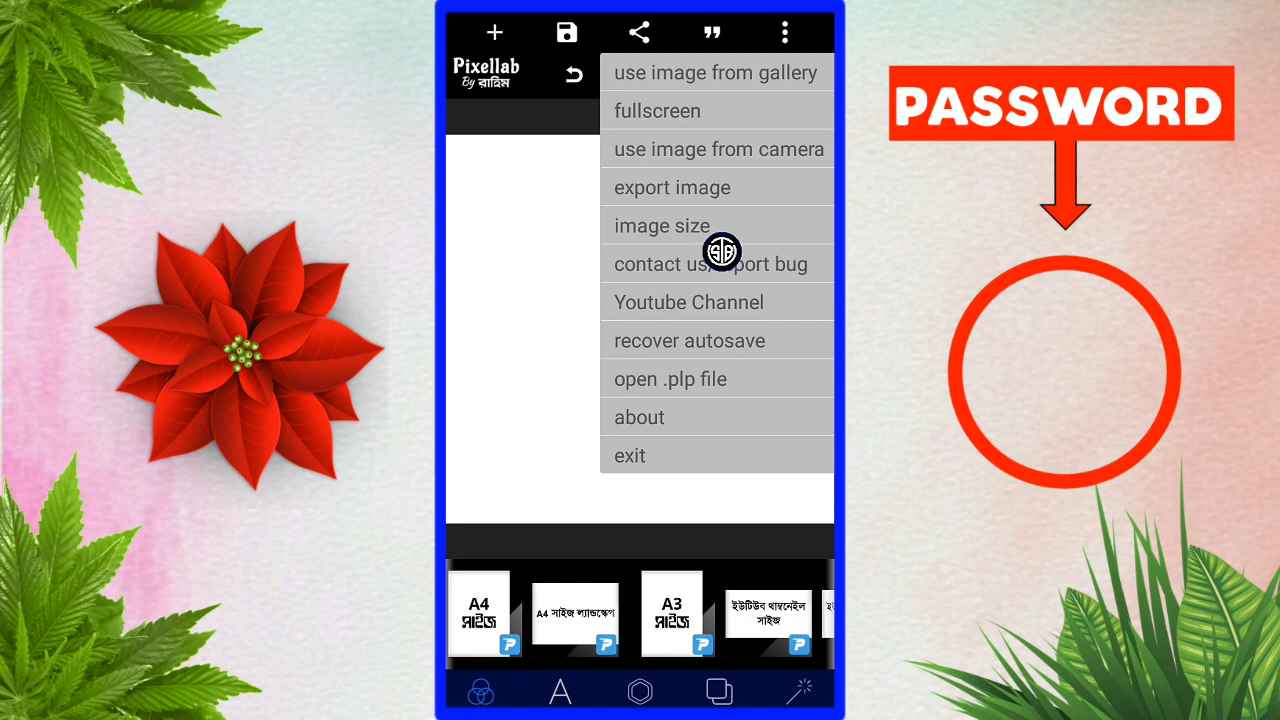 Pixellab
By রাহিম
use image from gallery
fullscreen
use image from camera
export image
image size
contact us/report bug
Youtube Channel
recover autosave
open .plp file
about
exit
PASSWORD
A4
সাইজ
A4 সাইজ ল্যান্ডস্কেপ
A3
সাইজ
ইউটিউব থাম্বনেইল
সাইজ